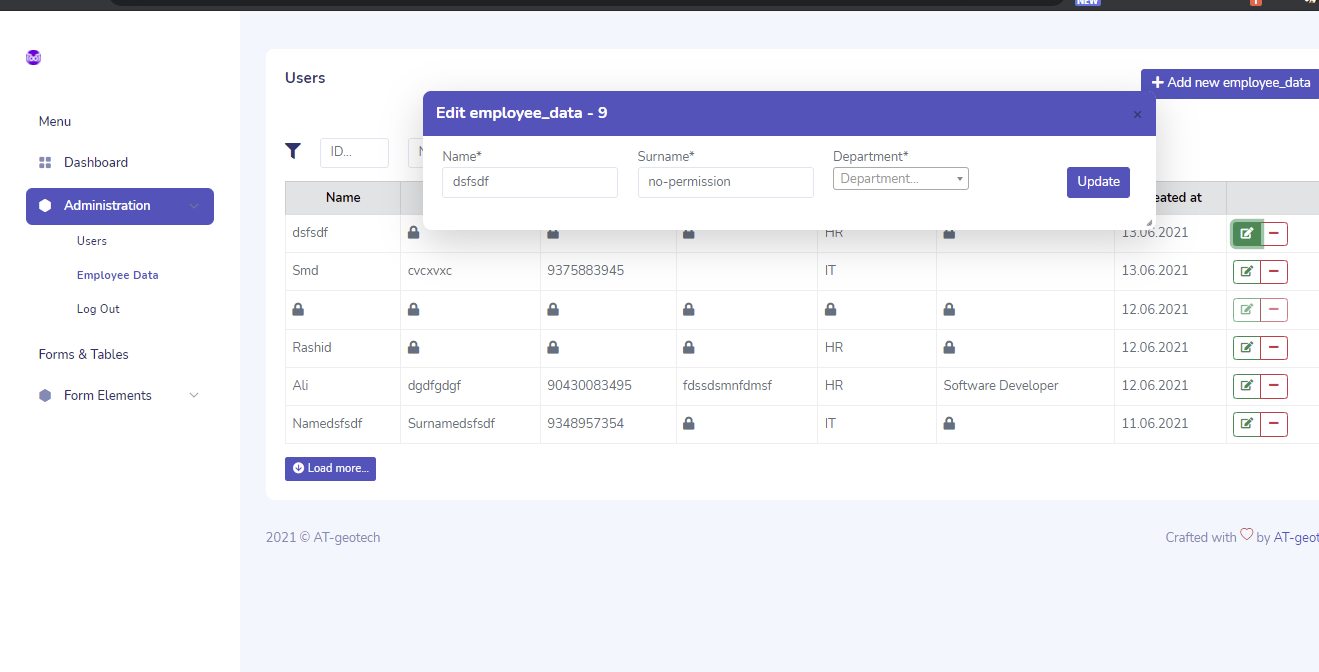 NEW
TooT
Menu
Dashboard
Administration
Users
Employee Data
Log Out
Forms & Tables
Form Elements
Users
Add new employee_data
Edit employee_data - 9
×
ID...
Name*
Surname*
Department*
dsfsdf
no-permission
Department...
Update
Name
eated at
dsfsdf HR 13.06.2021
Smd cvcxvxc 9375883945 IT 13.06.2021
12.06.2021
Rashid HR 12.06.2021
Ali dgdfgdgf 90430083495 fdssdsmnfdmsf HR Software Developer 12.06.2021
Namedsfsdf Surnamedsfsdf 9348957354 IT 11.06.2021
Load more...
2021 © AT-geotech
Crafted with by AT-geot